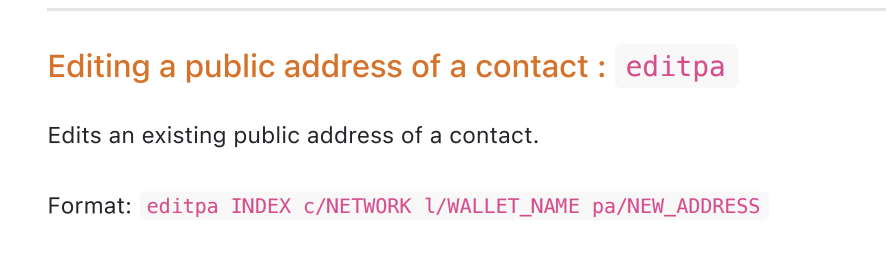 Editing a public address of a contact : editpa
Edits an existing public address of a contact.
Format: editpa INDEX c/NETWORK l/WALLET_NAME pa/NEW_ADDRESS